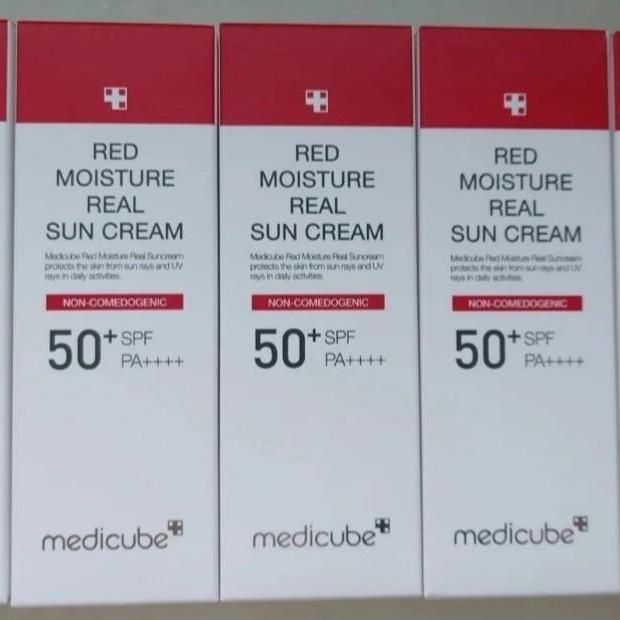 RED
MOISTURE
REAL
SUN CREAM
Medicube Red Moisture Real Suncream
protects the skin from sun rays and UV
rays in daily activities.
NON-COMEDOGENIC
50+ SPF
PA++++
medicube
RED
MOISTURE
REAL
SUN CREAM
Medicube Red Moisture Real Suncream
protects the skin from sun rays and UV
rays in daily activities.
NON-COMEDOGENIC
50+ SPF
PA++++
medicube
RED
MOISTURE
REAL
SUN CREAM
Medicube Red Moisture Real Suncream
protects the skin from sun rays and UV
rays in daily activities.
NON-COMEDOGENIC
50+ SPF
PA++++
medicube